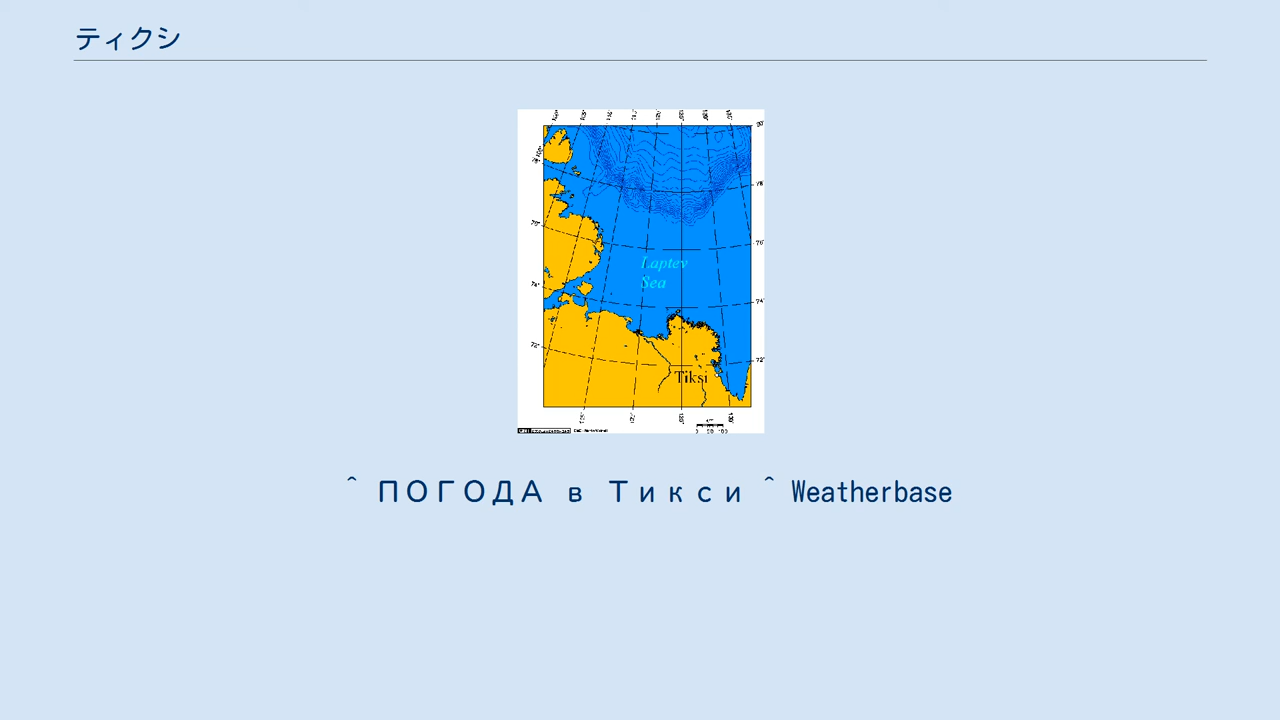 ティクシ
Laptev
Sea
Tiksi
^ ПОГОДА в Тикси ^ Weatherbase